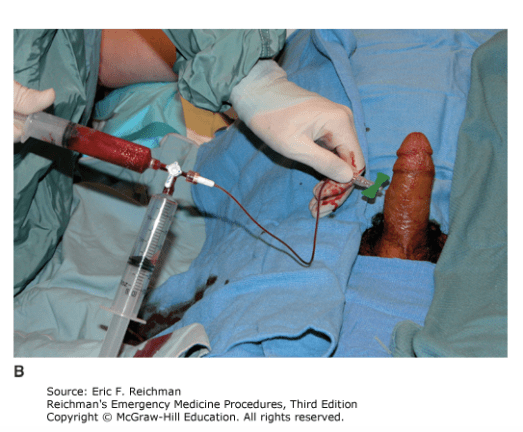 B
Source: Eric F. Reichman
Reichman's Emergency Medicine Procedures, Third Edition
Copyright © McGraw-Hill Education. All rights reserved.